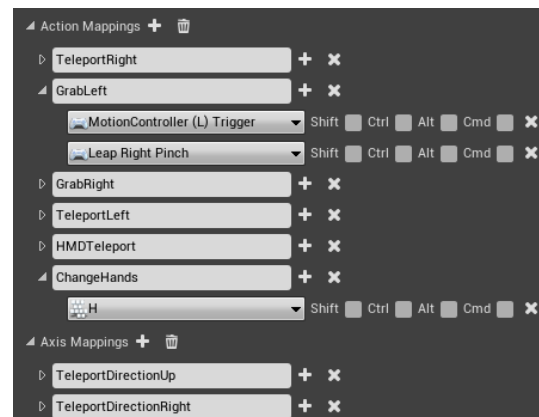 Action Mappings
TeleportRight
GrabLeft
MotionController (L) Trigger Shift Ctrl Alt Cmd
Leap Right Pinch Shift Ctrl Alt Cmd
GrabRight
TeleportLeft
HMDTeleport
ChangeHands
H Shift Ctrl Alt Cmd
Axis Mappings
TeleportDirectionUp
TeleportDirectionRight